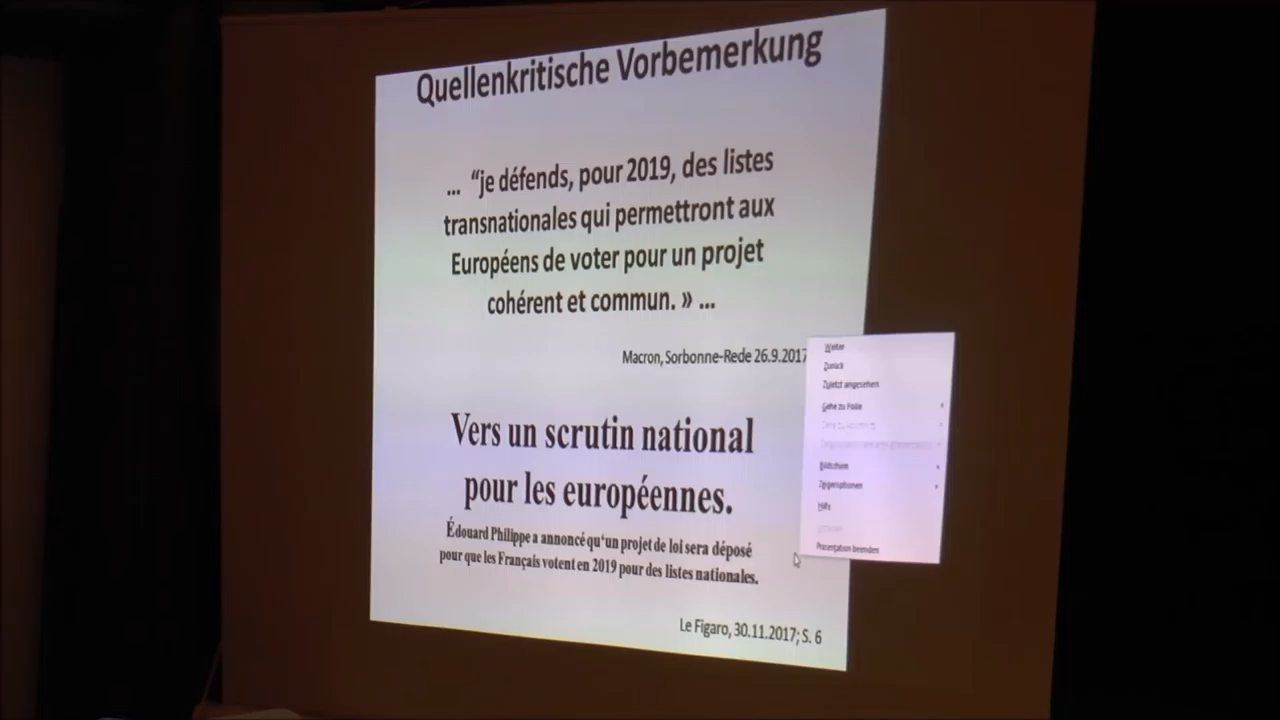 Quellenkritische Vorbemerkung
... “je défends, pour 2019, des listes
transnationales qui permettront aux
Européens de voter pour un projet
cohérent et commun. » ...
Macron, Sorbonne-Rede 26.9.2017
Vers un scrutin national
pour les européennes.
Édouard Philippe a annoncé qu‘un projet de loi sera déposé
pour que les Français votent en 2019 pour des listes nationales.
Le Figaro, 30.11.2017; S. 6
Weiter
Zurück
Zuletzt angesehen
Gehe zu Folie
Bildschirm
Zeigeroptionen
Hilfe
Präsentation beenden